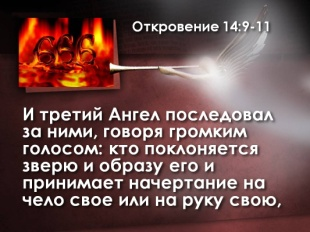 Откровение 14:9-11
666
И третий Ангел последовал
за ними, говоря громким
голосом: кто поклоняется
зверю и образу его и
принимает начертание на
чело свое или на руку свою,